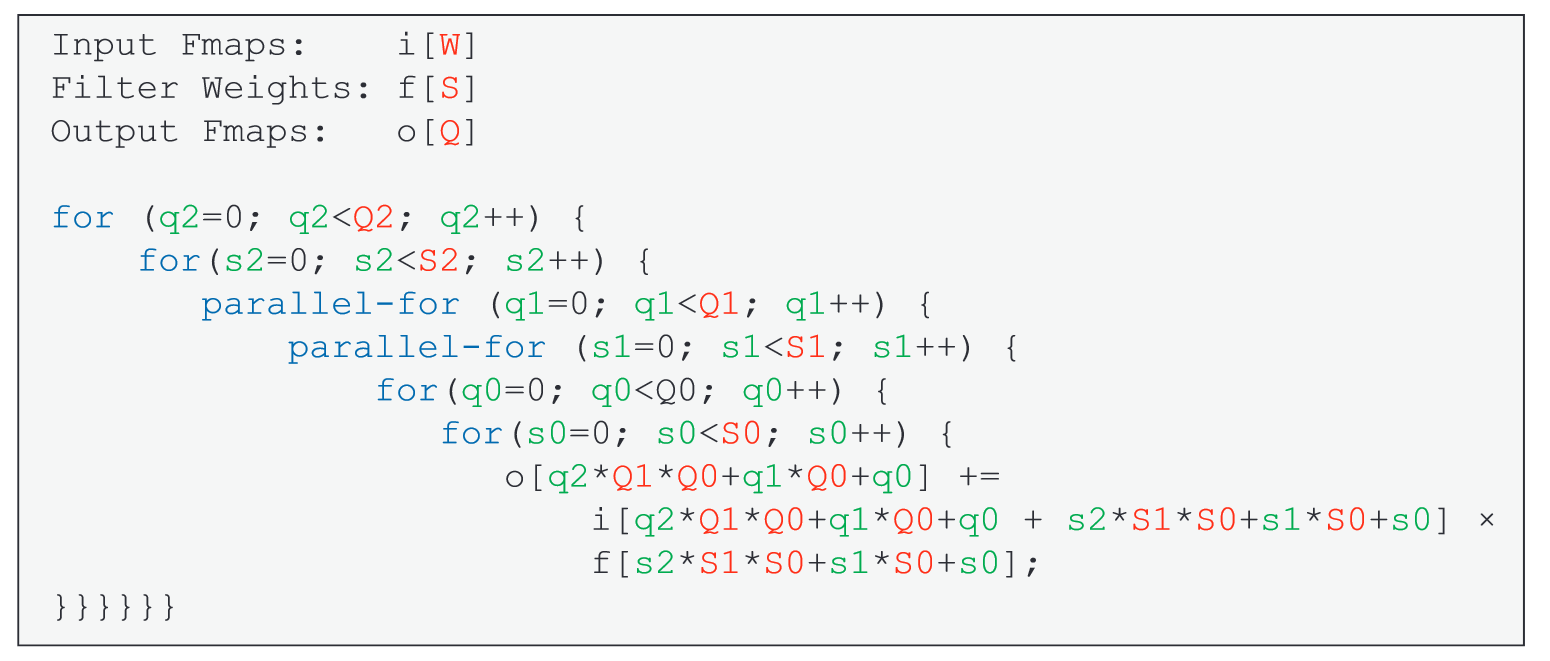 Input Fmaps: i[W]
Filter Weights: f[S]
Output Fmaps: o[Q]
for (q2=0; q2<Q2; q2++) {
for(s2=0; s2<S2; s2++) {
parallel-for (q1=0; q1<Q1; q1++) {
parallel-for (s1=0; s1<S1; s1++) {
for(q0=0; q0<Q0; q0++) {
for(s0=0; s0<S0; s0++) {
o[q2*Q1*Q0+q1*Q0+q0] +=
i[q2*Q1*Q0+q1*Q0+q0 + s2*S1*S0+s1*S0+s0] ×
f[s2*S1*S0+s1*S0+s0];
}}}}}}